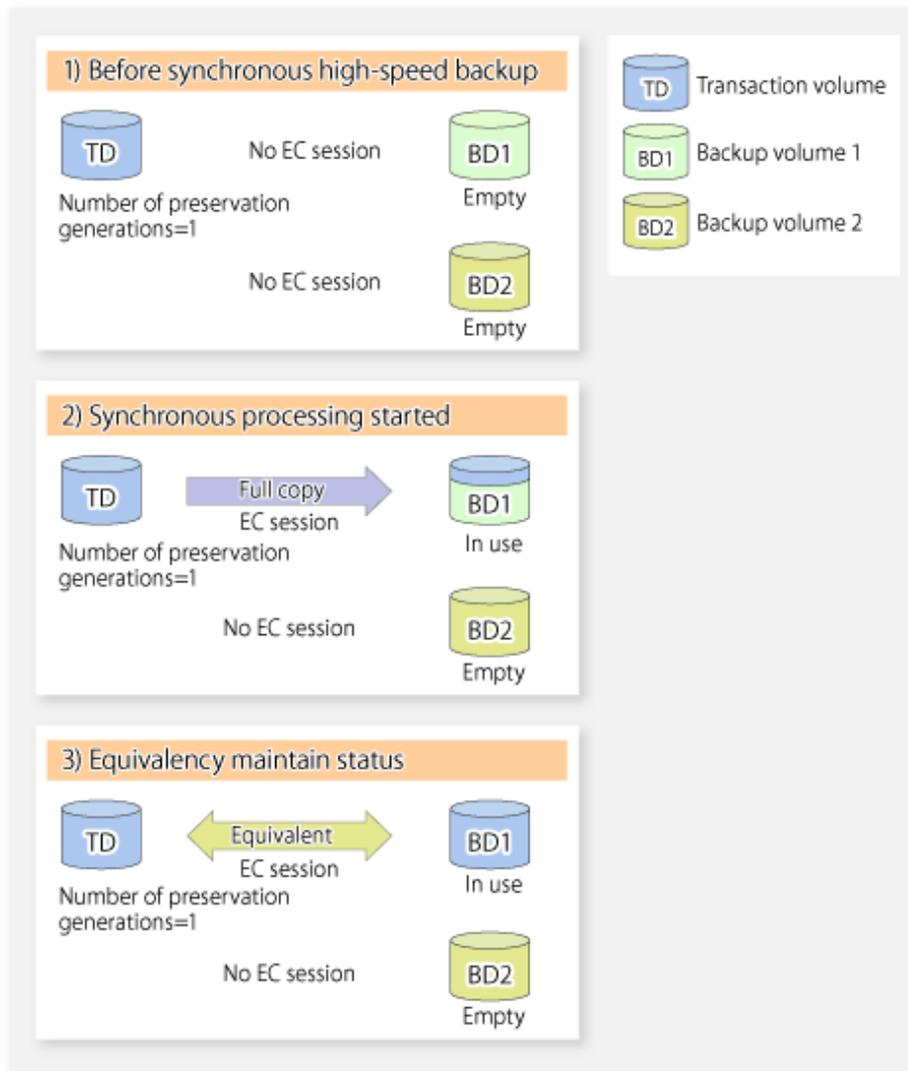 1) Before synchronous high-speed backup
TD
No EC session
BD1
Number of preservation
generations=1
Empty
No EC session
BD2
Empty
TD
Transaction volume
BD1
Backup volume 1
BD2
Backup volume 2
2) Synchronous processing started
TD
Full copy
EC session
BD1
Number of preservation
generations=1
In use
No EC session
BD2
Empty
3) Equivalency maintain status
TD
Equivalent
EC session
BD1
Number of preservation
generations=1
In use
No EC session
BD2
Empty